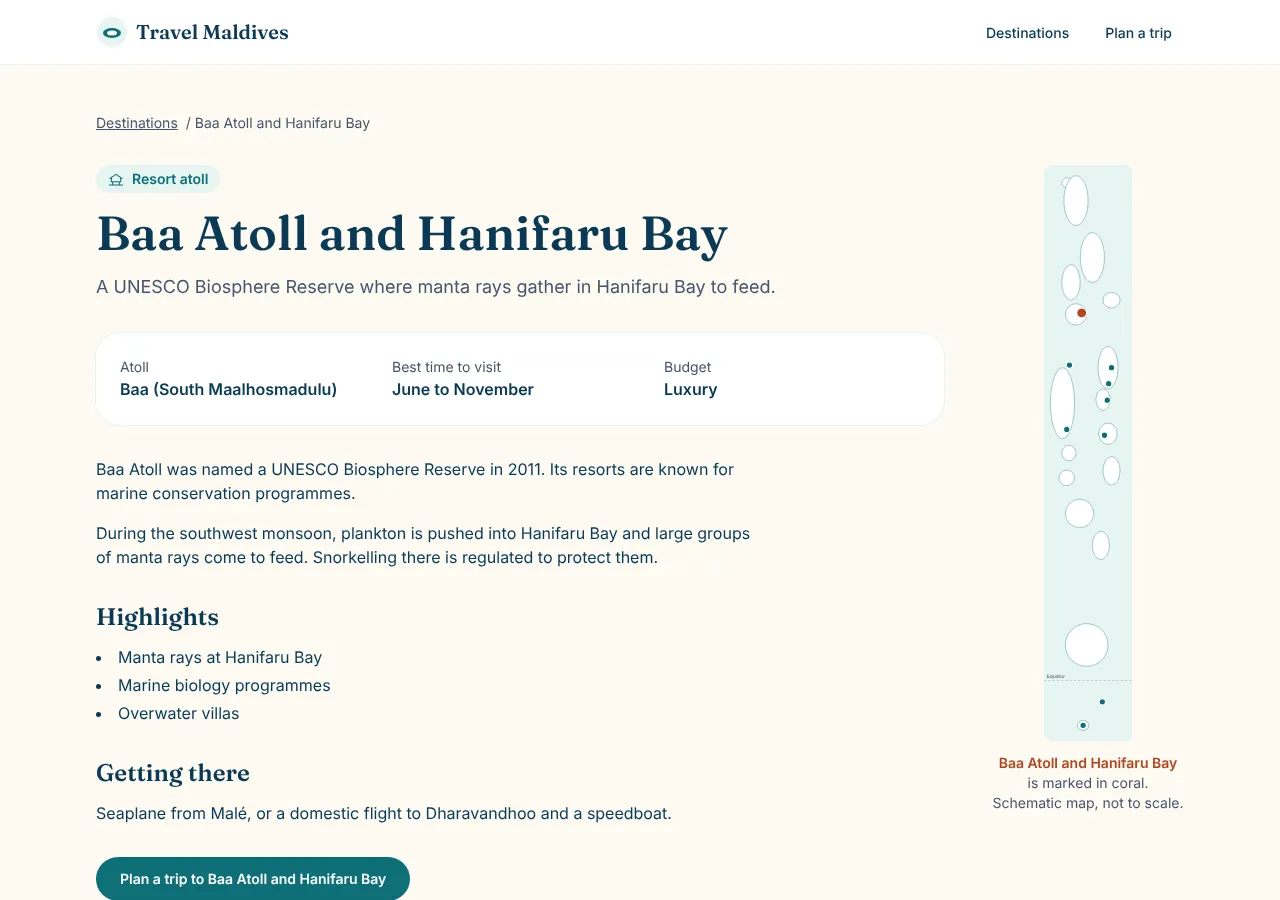 Travel Maldives
Destinations
Plan a trip
Destinations / Baa Atoll and Hanifaru Bay
Resort atoll
Baa Atoll and Hanifaru Bay
A UNESCO Biosphere Reserve where manta rays gather in Hanifaru Bay to feed.
Atoll
Baa (South Maalhosmadulu)
Best time to visit
June to November
Budget
Luxury
Baa Atoll was named a UNESCO Biosphere Reserve in 2011. Its resorts are known for
marine conservation programmes.
During the southwest monsoon, plankton is pushed into Hanifaru Bay and large groups
of manta rays come to feed. Snorkelling there is regulated to protect them.
Highlights
• Manta rays at Hanifaru Bay
• Marine biology programmes
• Overwater villas
Getting there
Seaplane from Malé, or a domestic flight to Dharavandhoo and a speedboat.
Plan a trip to Baa Atoll and Hanifaru Bay
Equator
Baa Atoll and Hanifaru Bay
is marked in coral.
Schematic map, not to scale.